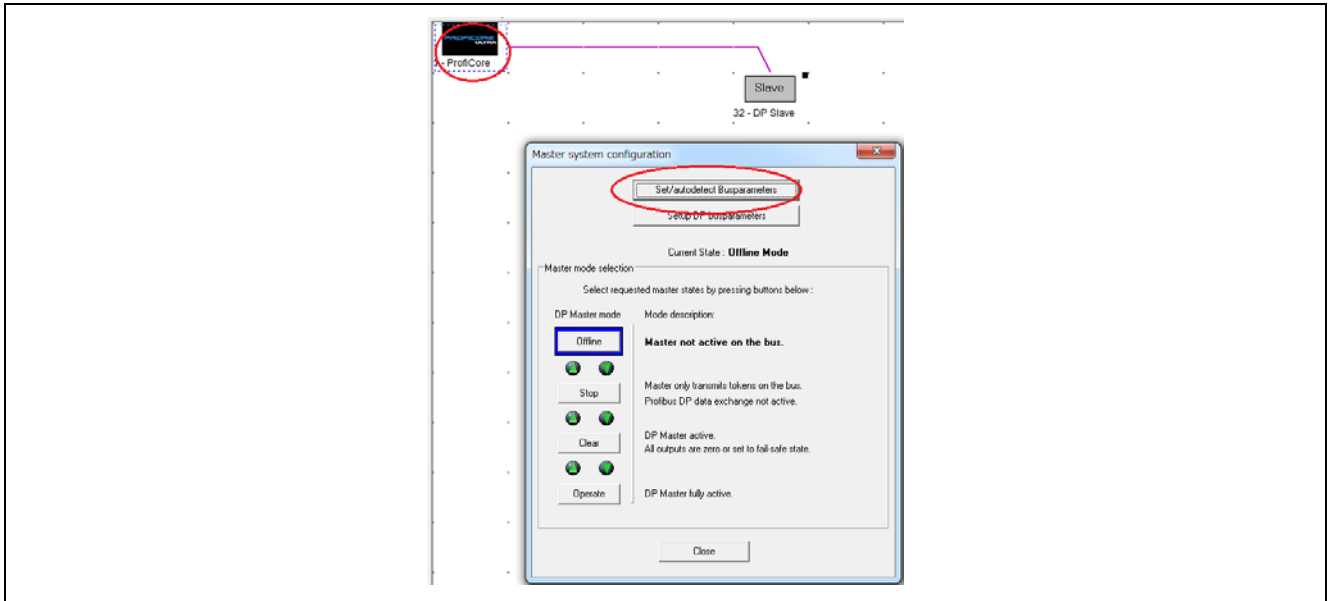 PROFICORE
ULTRA
- ProfiCore
Slave
32 - DP Slave
Master system configuration
Set/autodetect Busparameters
Setup DP busparameters
Current State : Offline Mode
Master mode selection
Select requested master states by pressing buttons below :
DP Master mode
Mode description:
Offline
Master not active on the bus.
Stop
Master only transmits tokens on the bus.
Profibus DP data exchange not active.
Clear
DP Master active.
All outputs are zero or set to fail-safe state.
Operate
DP Master fully active.
Close